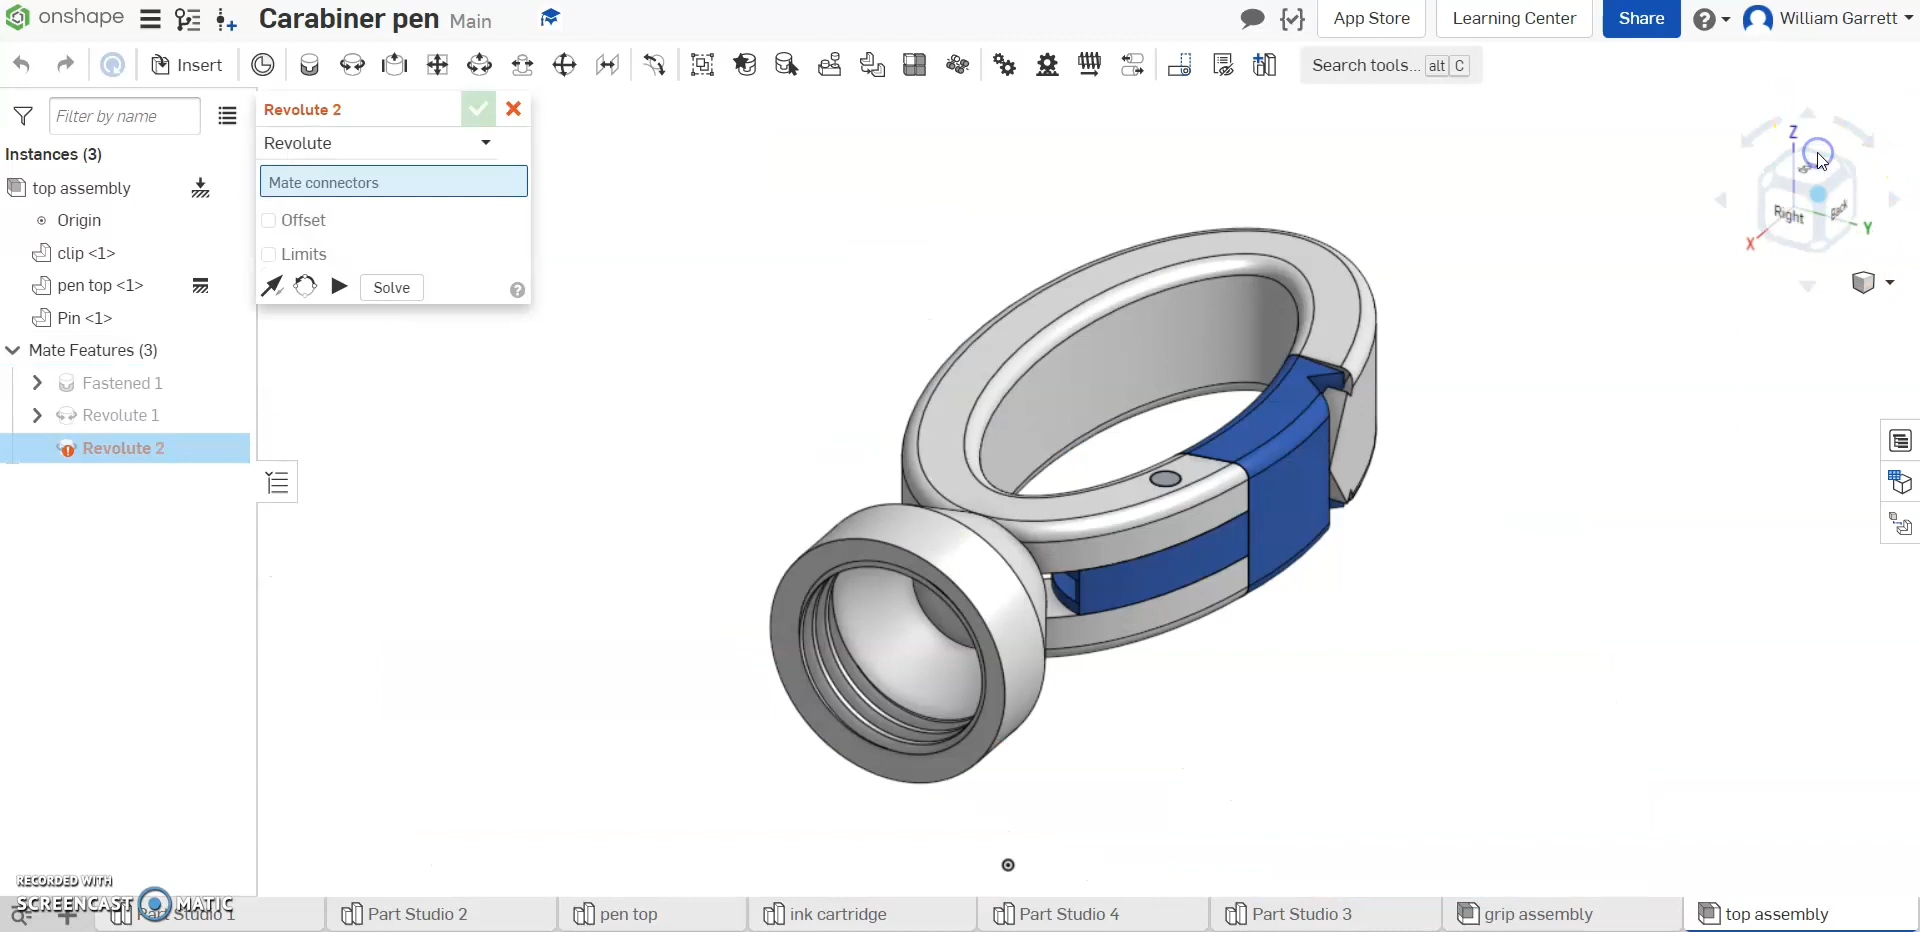 onshape
Carabiner pen Main
App Store
Learning Center
Share
William Garrett
Insert
Search tools... alt C
Filter by name
Instances (3)
top assembly
Origin
clip <1>
pen top <1>
Pin <1>
Mate Features (3)
Fastened 1
Revolute 1
Revolute 2
Revolute 2
Revolute
Mate connectors
Offset
Limits
Solve
Z
Right
Back
X
Y
RECORDED WITH
SCREENCAST MATIC
Part Studio 1
Part Studio 2
pen top
ink cartridge
Part Studio 4
Part Studio 3
grip assembly
top assembly